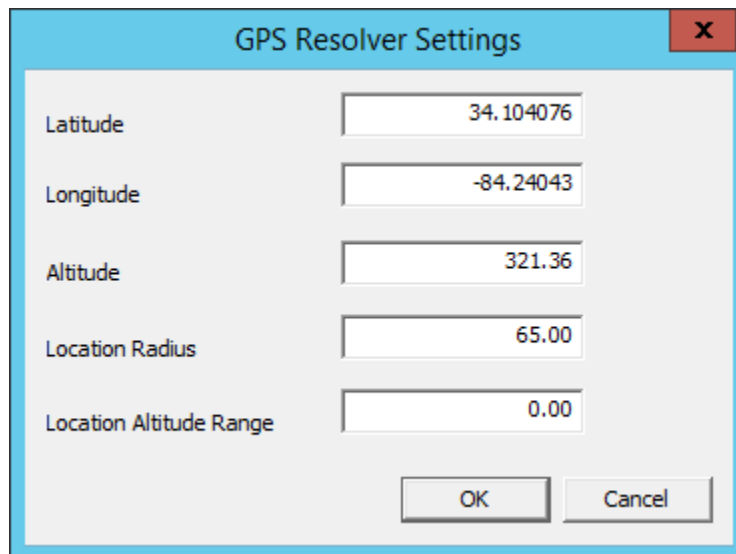 GPS Resolver Settings
x
Latitude 34.104076
Longitude -84.24043
Altitude 321.36
Location Radius 65.00
Location Altitude Range 0.00
OK Cancel